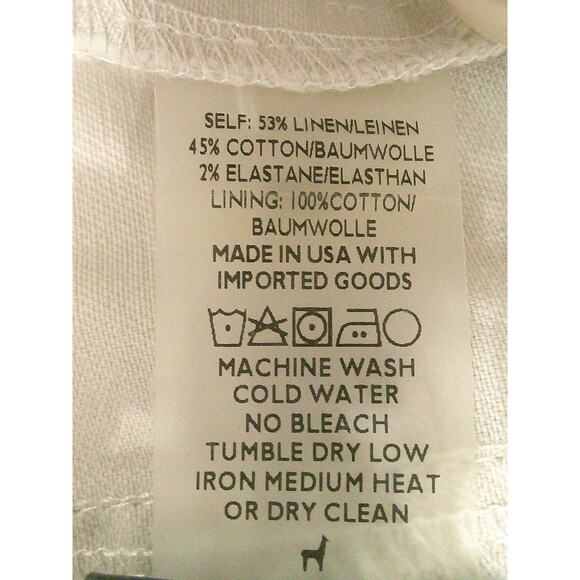 SELF: 53% LINEN/LEINEN
45% COTTON/BAUMWOLLE
2% ELASTANE/ELASTHAN
LINING: 100%COTTON/
BAUMWOLLE
MADE IN USA WITH
IMPORTED GOODS
MACHINE WASH
COLD WATER
NO BLEACH
TUMBLE DRY LOW
IRON MEDIUM HEAT
OR DRY CLEAN